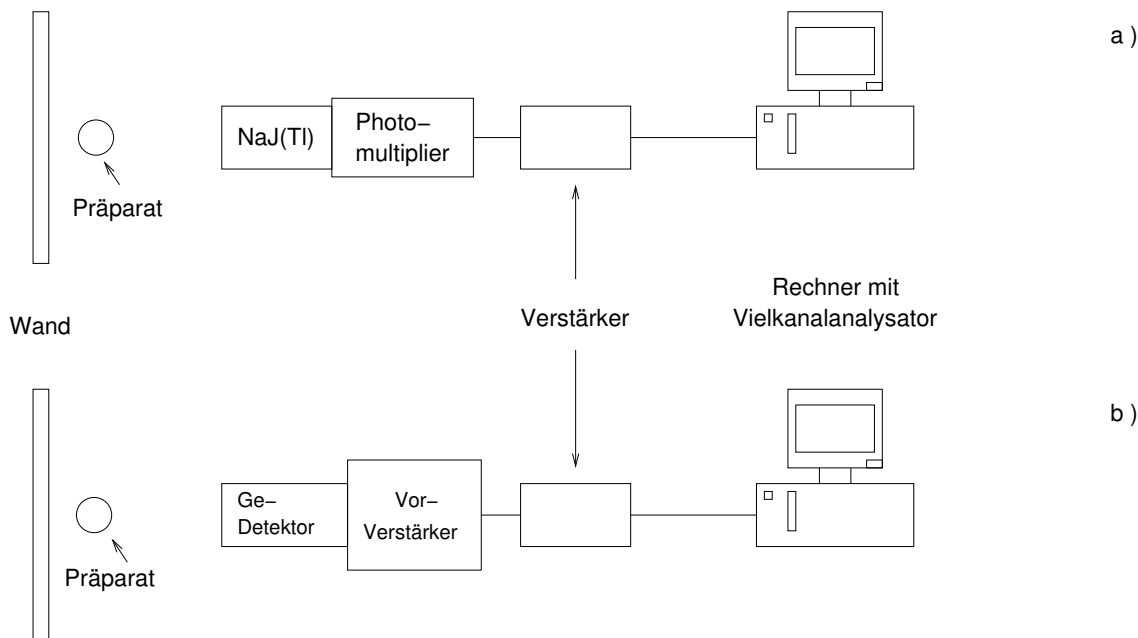 a )
NaJ(Tl)
Photo−
multiplier
Präparat
Rechner mit
Vielkanalanalysator
Verstärker
Wand
b )
Ge−
Detektor
Vor−
Verstärker
Präparat